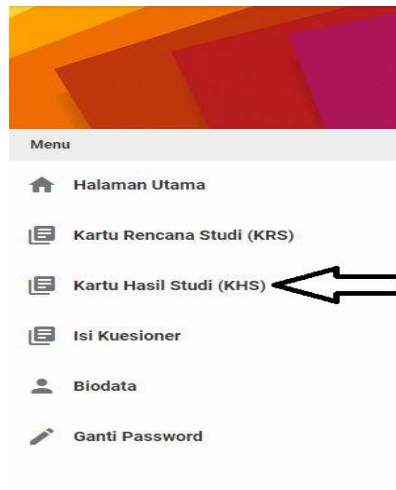 Menu
Halaman Utama
Kartu Rencana Studi (KRS)
Kartu Hasil Studi (KHS)
Isi Kuesioner
Biodata
Ganti Password